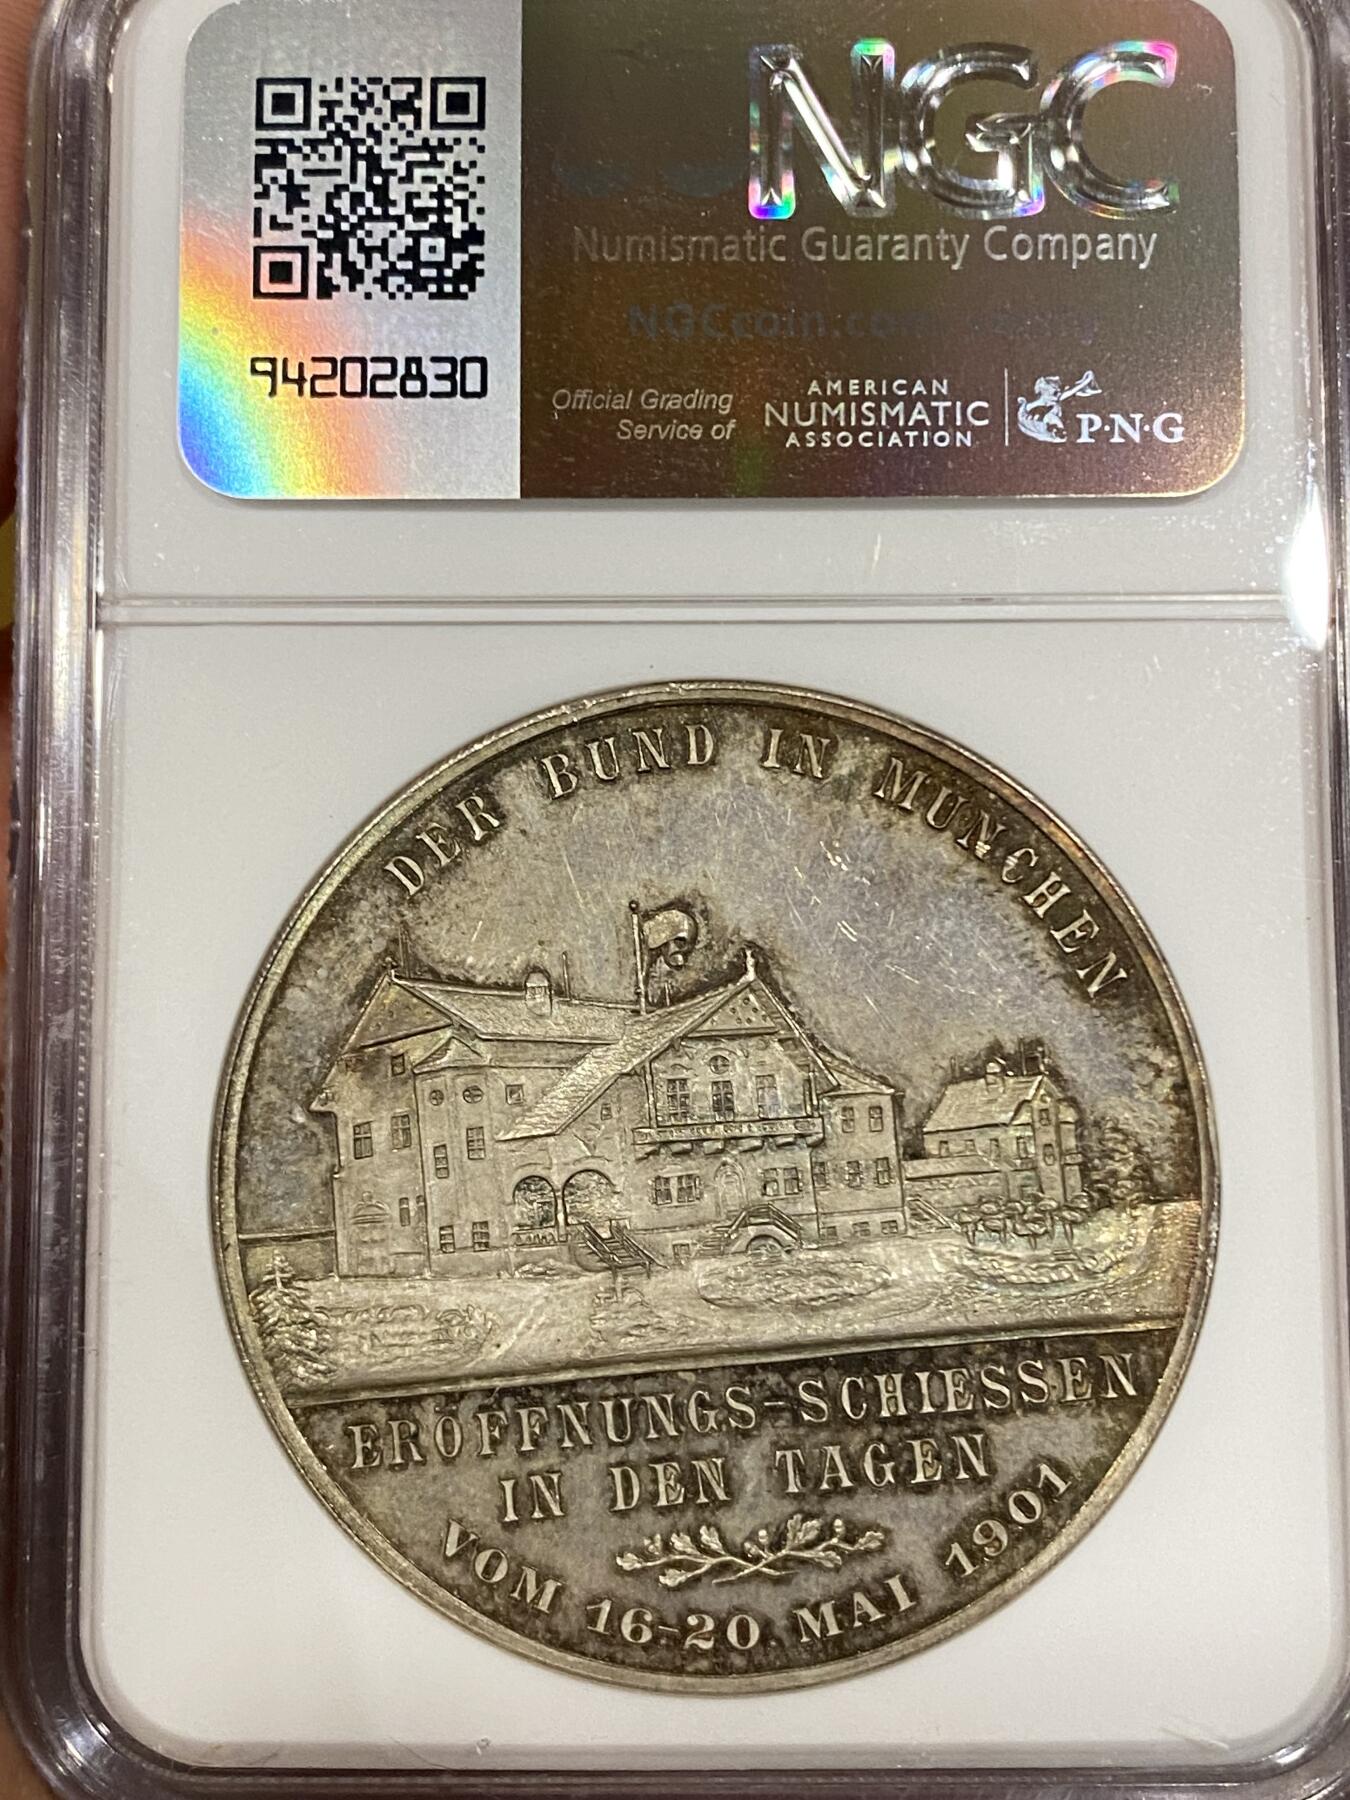 NGC
Numismatic Guaranty Company
94202830
Official Grading
Service of
AMERICAN
NUMISMATIC
ASSOCIATION
P·N·G
DER BUND IN MÜNCHEN
ERÖFFNUNGS-SCHIESSEN
IN DEN TAGEN
VOM 16-20. MAI 1901